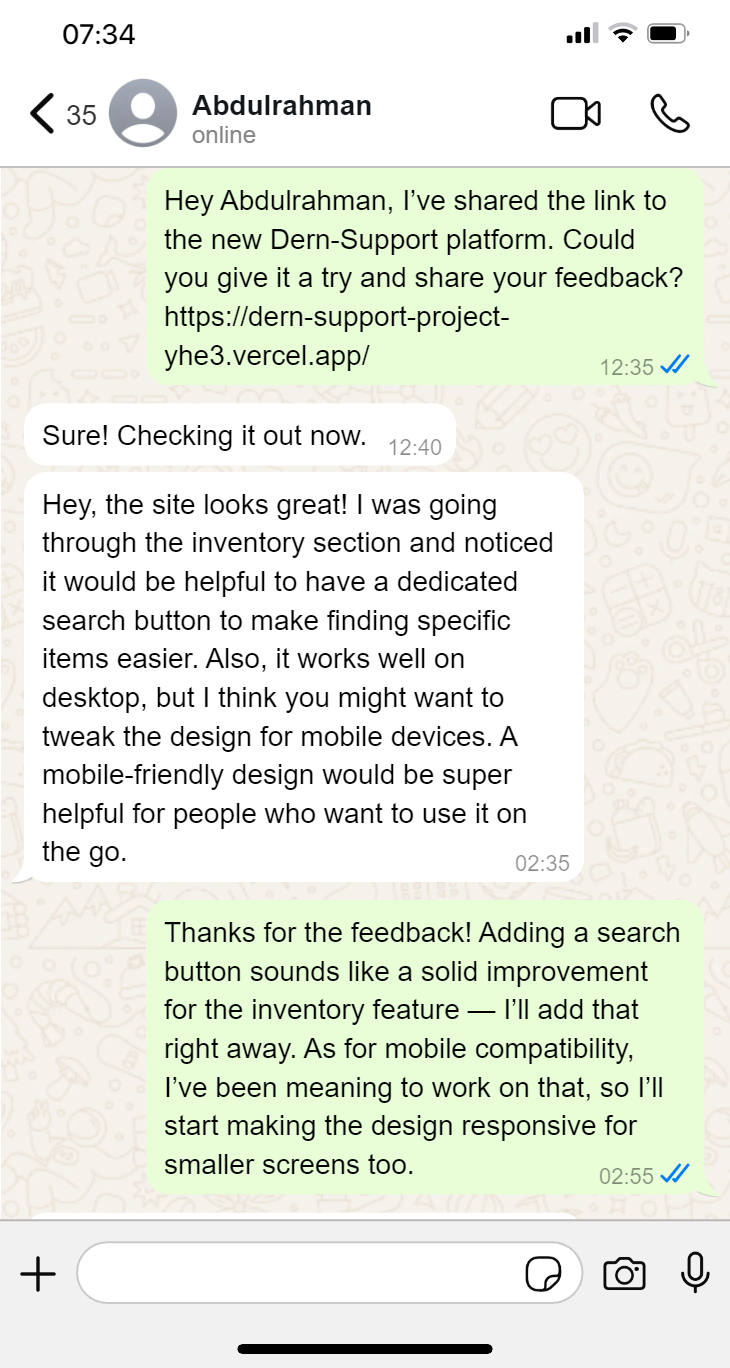 07:34
35
Abdulrahman
online
Hey Abdulrahman, I’ve shared the link to
the new Dern-Support platform. Could
you give it a try and share your feedback?
https://dern-support-project-
yhe3.vercel.app/
12:35
Sure! Checking it out now.
12:40
Hey, the site looks great! I was going
through the inventory section and noticed
it would be helpful to have a dedicated
search button to make finding specific
items easier. Also, it works well on
desktop, but I think you might want to
tweak the design for mobile devices. A
mobile-friendly design would be super
helpful for people who want to use it on
the go.
02:35
Thanks for the feedback! Adding a search
button sounds like a solid improvement
for the inventory feature — I’ll add that
right away. As for mobile compatibility,
I’ve been meaning to work on that, so I’ll
start making the design responsive for
smaller screens too.
02:55